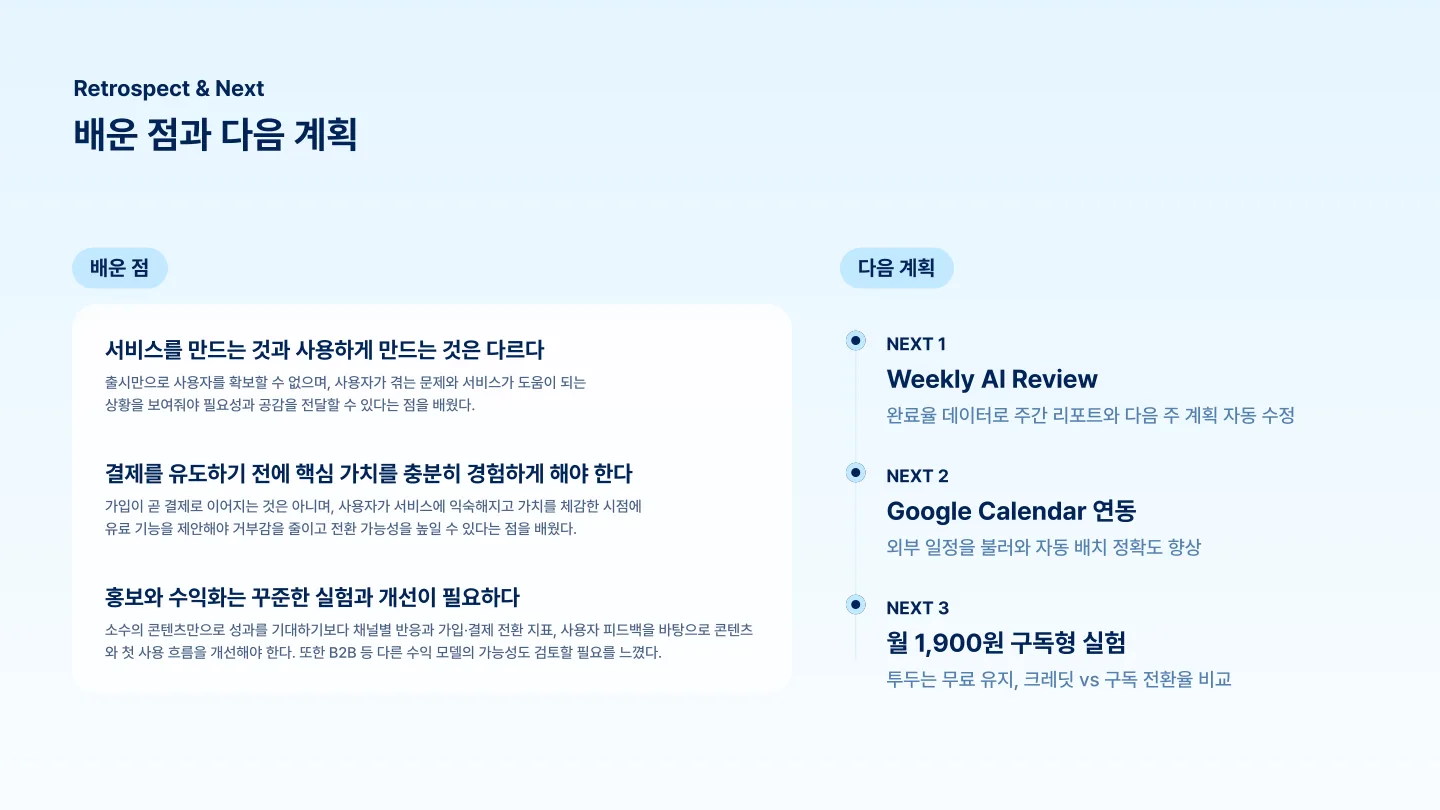 Retrospect & Next
배운 점과 다음 계획
배운 점
서비스를 만드는 것과 사용하게 만드는 것은 다르다
출시만으로 사용자를 확보할 수 없으며, 사용자가 겪는 문제와 서비스가 도움이 되는
상황을 보여줘야 필요성과 공감을 전달할 수 있다는 점을 배웠다.
결제를 유도하기 전에 핵심 가치를 충분히 경험하게 해야 한다
가입이 곧 결제로 이어지는 것은 아니며, 사용자가 서비스에 익숙해지고 가치를 체감한 시점에
유료 기능을 제안해야 거부감을 줄이고 전환 가능성을 높일 수 있다는 점을 배웠다.
홍보와 수익화는 꾸준한 실험과 개선이 필요하다
소수의 콘텐츠만으로 성과를 기대하기보다 채널별 반응과 가입·결제 전환 지표, 사용자 피드백을 바탕으로 콘텐츠
와 첫 사용 흐름을 개선해야 한다. 또한 B2B 등 다른 수익 모델의 가능성도 검토할 필요를 느꼈다.
다음 계획
NEXT 1
Weekly AI Review
완료율 데이터로 주간 리포트와 다음 주 계획 자동 수정
NEXT 2
Google Calendar 연동
외부 일정을 불러와 자동 배치 정확도 향상
NEXT 3
월 1,900원 구독형 실험
투두는 무료 유지, 크레딧 vs 구독 전환율 비교